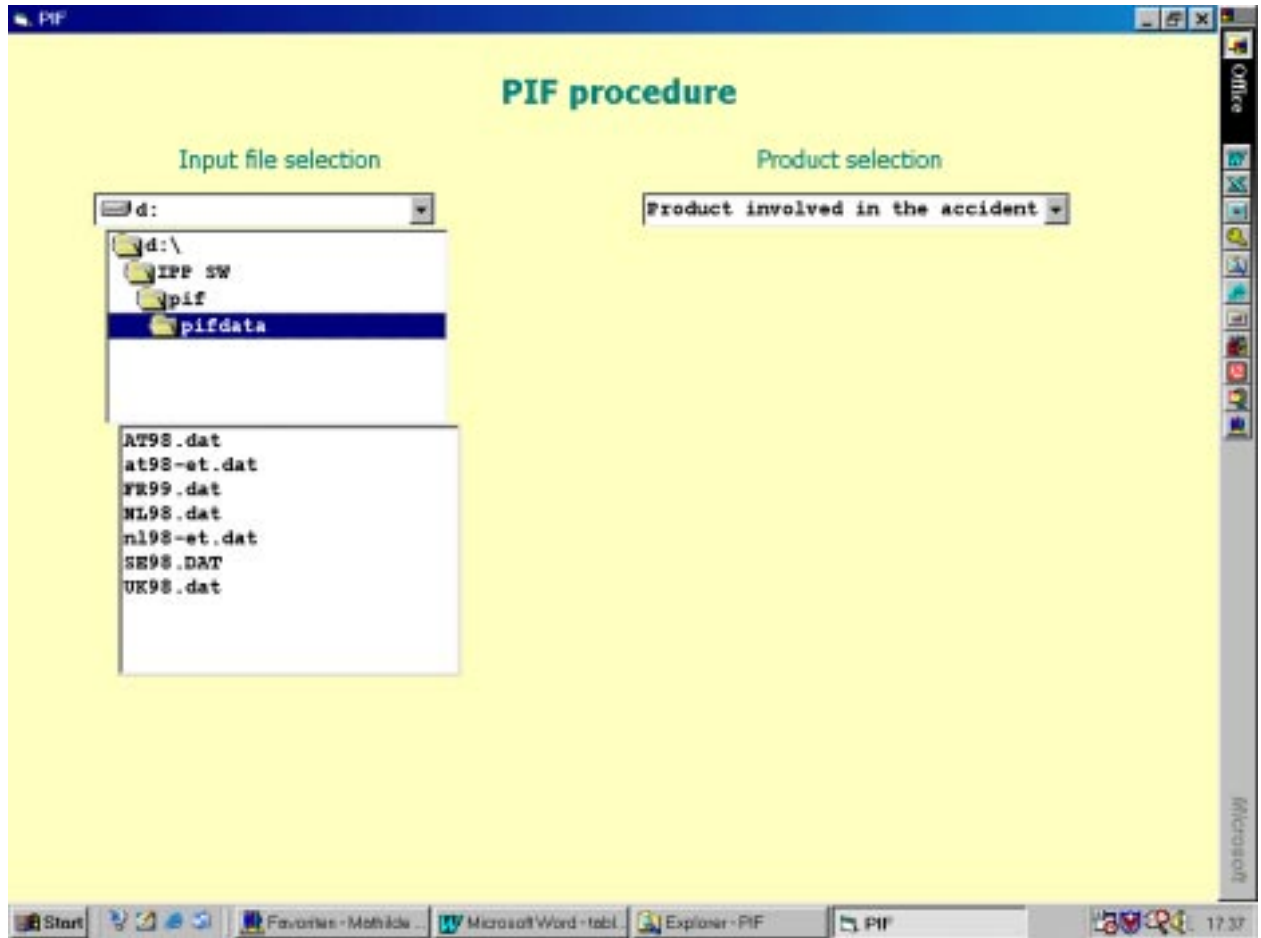 PIF
Office
PIF procedure
Input file selection
Product selection
d:
Product involved in the accident
d:\
IPP SW
pif
pifdata
AT98.dat
at98-et.dat
FR99.dat
NL98.dat
nl98-et.dat
SE98.DAT
UK98.dat
Microsoft
Start
Favoriten - Mathilde ...
Microsoft Word - tabl...
Explorer - PIF
PIF
17:37